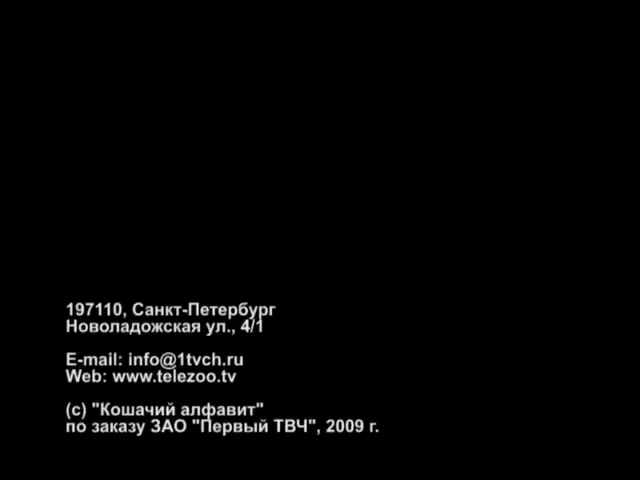 197110, Санкт-Петербург
Новоладожская ул., 4/1
E-mail: info@1tvch.ru
Web: www.telezoo.tv
(с) "Кошачий алфавит"
по заказу ЗАО "Первый ТВЧ", 2009 г.